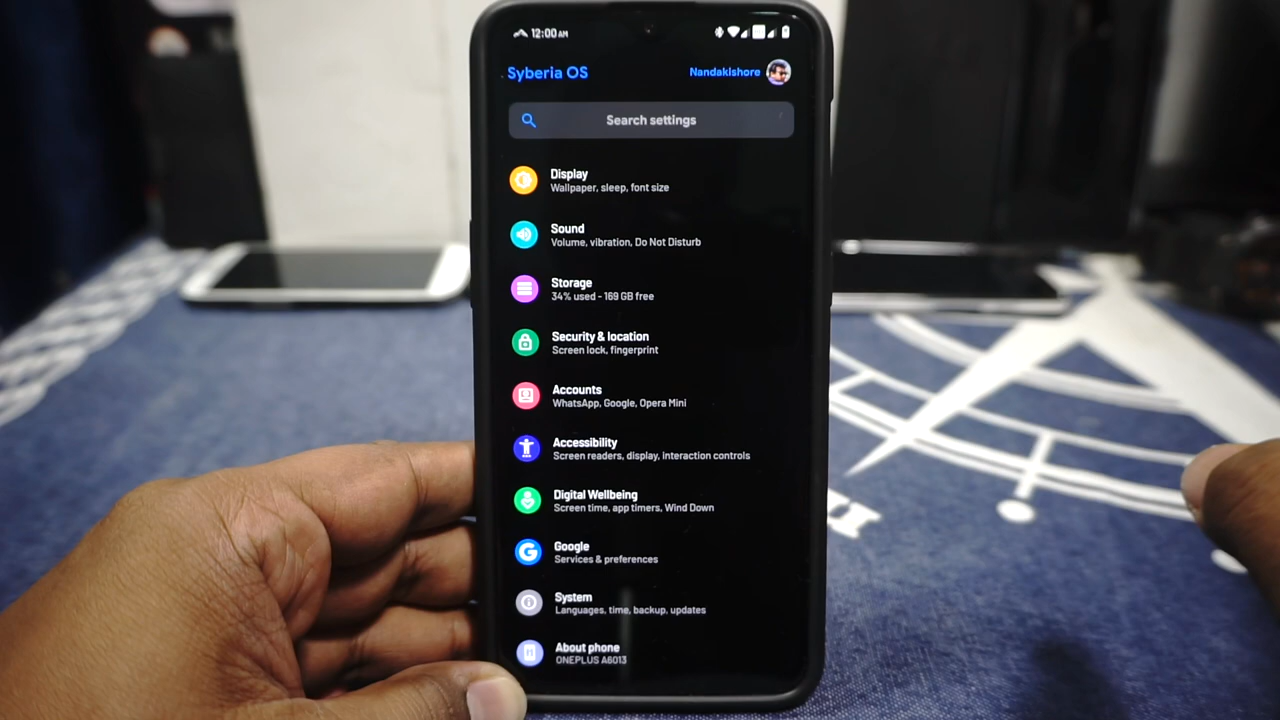 12:00 AM
Syberia OS
Nandakishore
Search settings
Display
Wallpaper, sleep, font size
Sound
Volume, vibration, Do Not Disturb
Storage
34% used - 169 GB free
Security & location
Screen lock, fingerprint
Accounts
WhatsApp, Google, Opera Mini
Accessibility
Screen readers, display, interaction controls
Digital Wellbeing
Screen time, app timers, Wind Down
Google
Services & preferences
System
Languages, time, backup, updates
About phone
ONEPLUS A6013